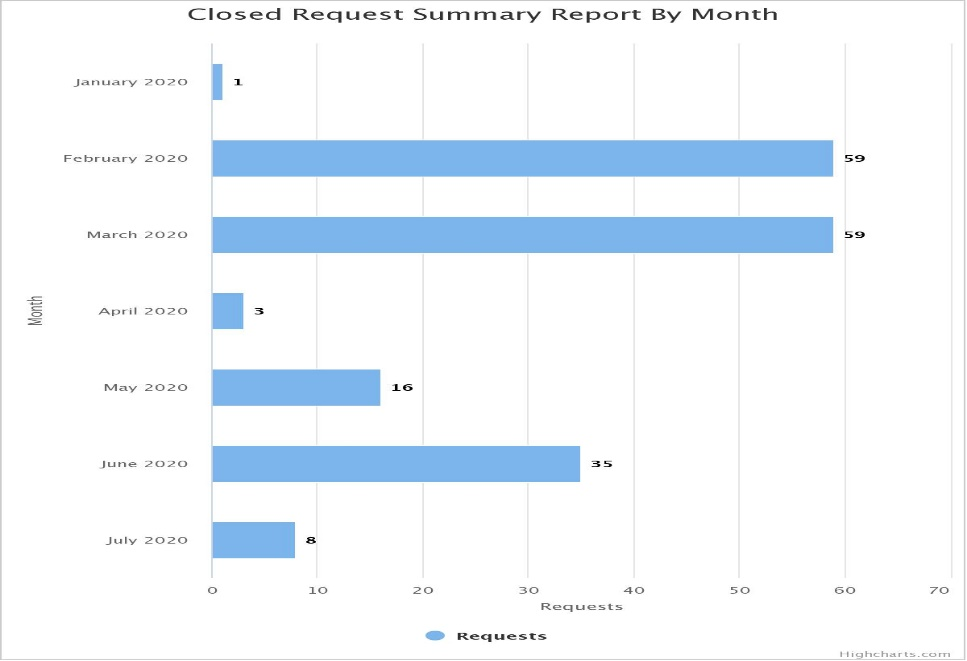 Closed Request Summary Report By Month
January 2020
1
February 2020
59
March 2020
59
Month
April 2020
3
May 2020
16
June 2020
35
July 2020
8
0 10 20 30 40 50 60 70
Requests
Requests
Highcharts.com